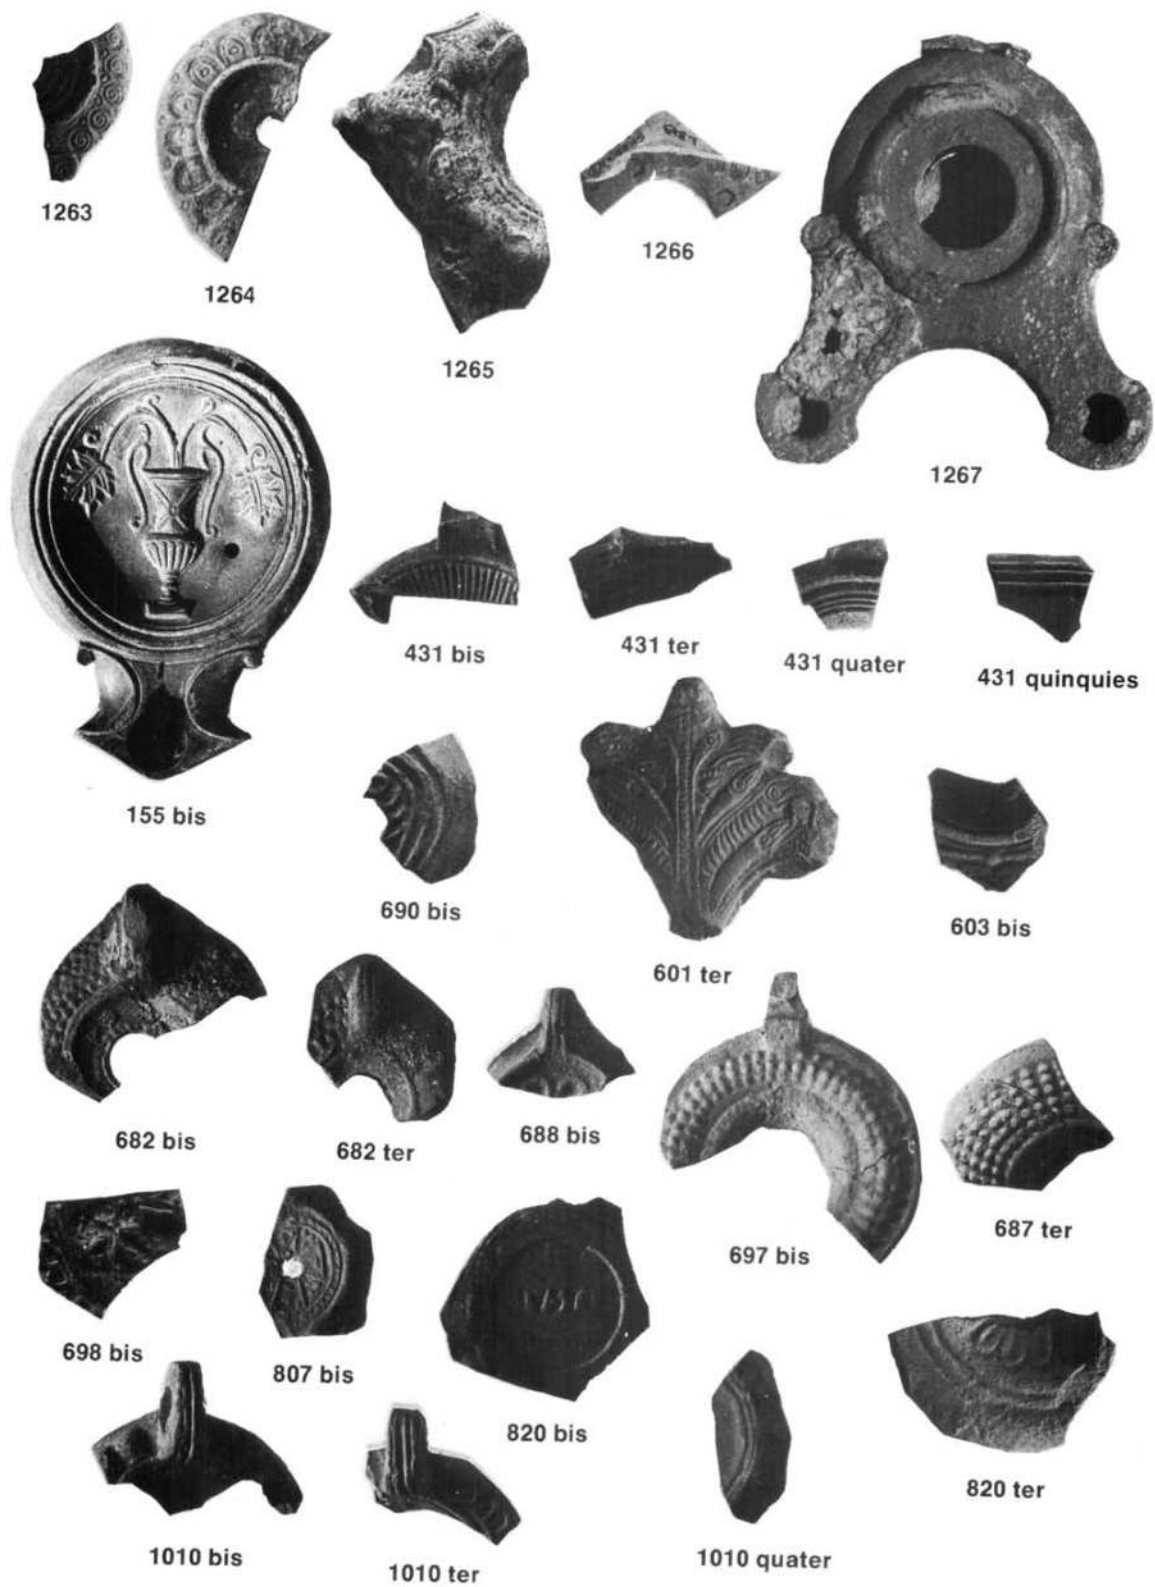 1263
1264
1265
1266
1267
155 bis
431 bis
431 ter
431 quater
431 quinquies
690 bis
601 ter
603 bis
682 bis
682 ter
688 bis
697 bis
687 ter
698 bis
807 bis
820 bis
820 ter
1010 bis
1010 ter
1010 quater